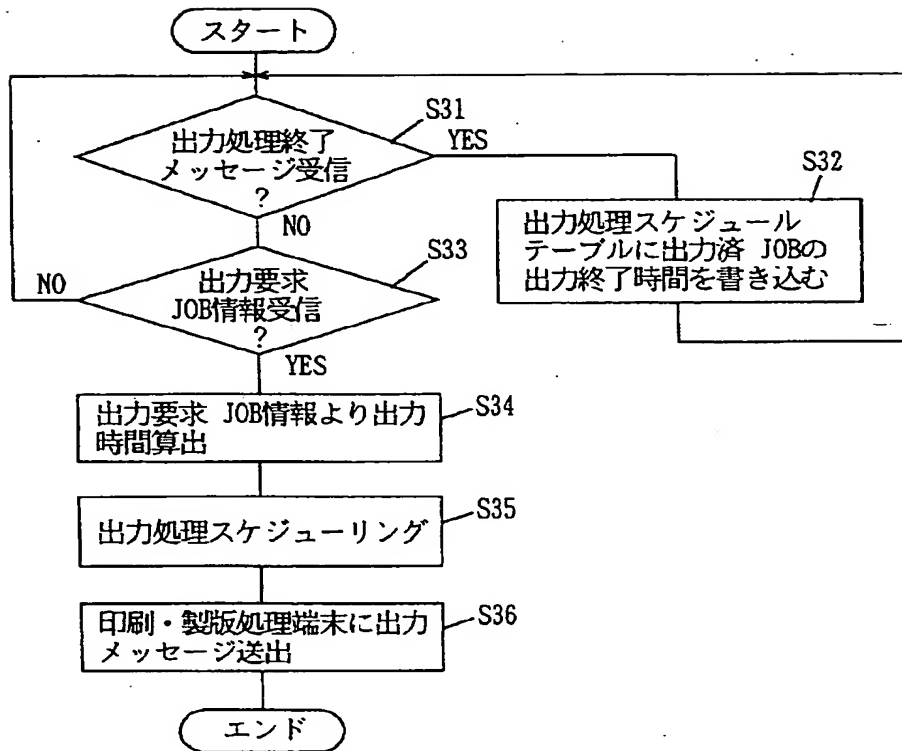 スタート
S31
出力処理終了
メッセージ受信
?
YES
NO
S32
出力処理スケジュール
テーブルに出力済 JOBの
出力終了時間を書き込む
S33
出力要求
JOB情報受信
?
NO
YES
S34
出力要求 JOB情報より出力
時間算出
S35
出力処理スケジューリング
S36
印刷・製版処理端末に出力
メッセージ送出
エンド